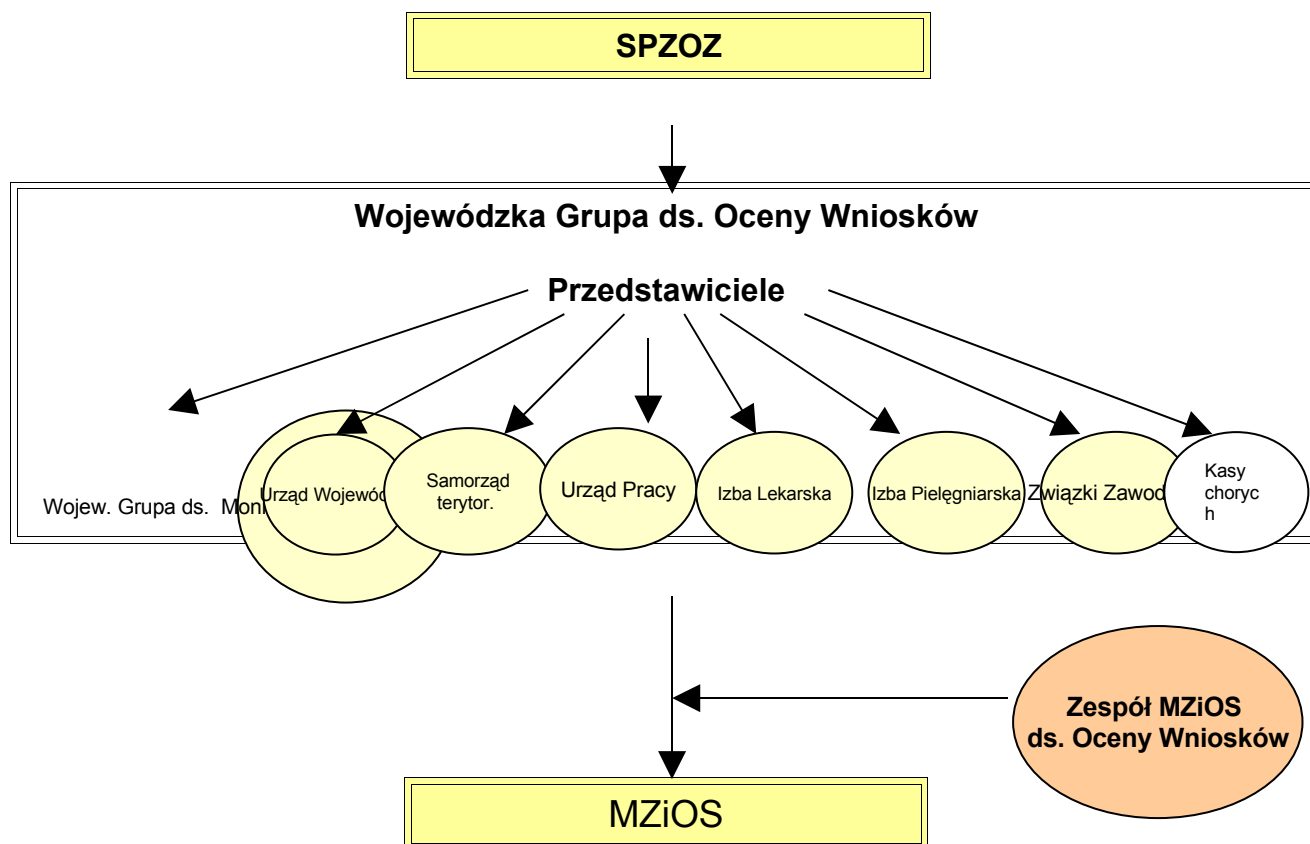 SPZOZ
Wojewódzka Grupa ds. Oceny Wniosków
Przedstawiciele
Wojew. Grupa ds. Moni
Urząd Wojewódz
Samorząd
terytor.
Urząd Pracy
Izba Lekarska
Izba Pielęgniarska
Związki Zawod
Kasy
choryc
h
Zespół MZiOS
ds. Oceny Wniosków
MZiOS